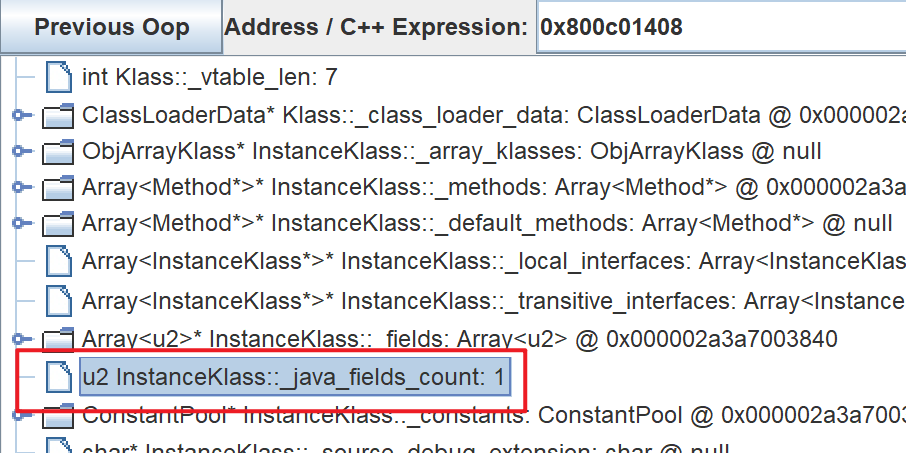 Previous Oop Address / C++ Expression: 0x800c01408
int Klass::_vtable_len: 7
ClassLoaderData* Klass::_class_loader_data: ClassLoaderData @ 0x000002a
ObjArrayKlass* InstanceKlass::_array_klasses: ObjArrayKlass @ null
Array<Method*>* InstanceKlass::_methods: Array<Method*> @ 0x000002a3a
Array<Method*>* InstanceKlass::_default_methods: Array<Method*> @ null
Array<InstanceKlass*>* InstanceKlass::_local_interfaces: Array<InstanceKlas
Array<InstanceKlass*>* InstanceKlass::_transitive_interfaces: Array<Instance
Array<u2>* InstanceKlass::_fields: Array<u2> @ 0x000002a3a7003840
u2 InstanceKlass::_java_fields_count: 1
ConstantPool* InstanceKlass::_constants: ConstantPool @ 0x000002a3a7003
char* InstanceKlass::_source_debug_extension: char @ null